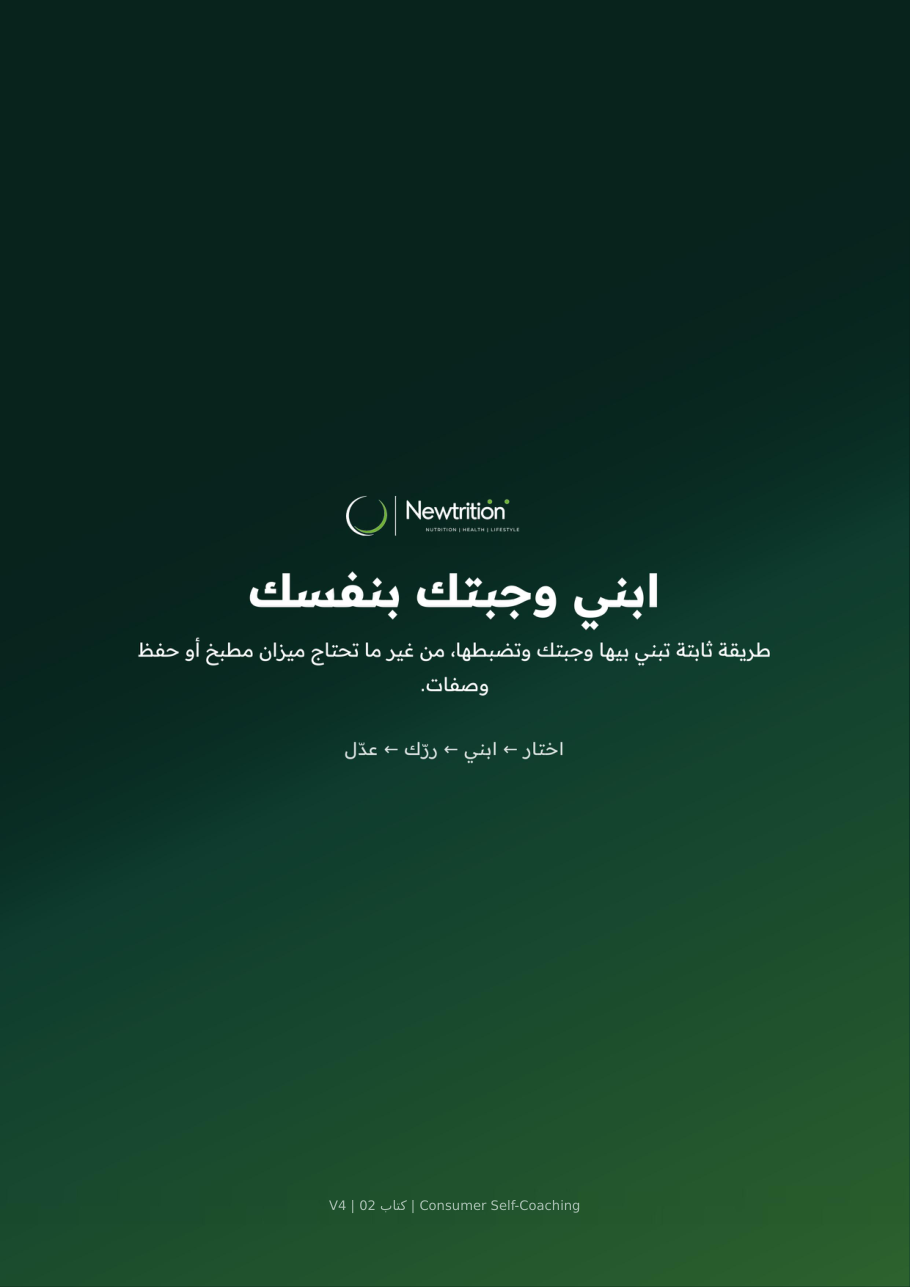 Newtrition
NUTRITION | HEALTH | LIFESTYLE
ابني وجبتك بنفسك
طريقة ثابتة تبني بيها وجبتك وتضبطها، من غير ما تحتاج ميزان مطبخ أو حفظ
وصفات.
اختار ← ابني ← ررّك ← عدّل
V4 | كتاب 02 | Consumer Self-Coaching